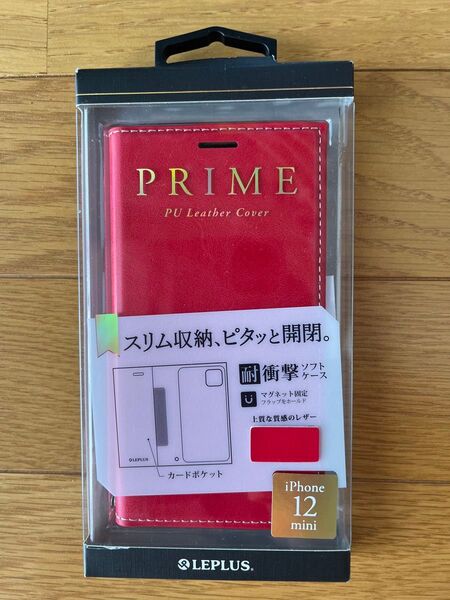 PRIME
PU Leather Cover
スリム収納、ピタッと開閉。
耐衝撃 ソフトケース
マグネット固定
フラップをホールド
上質な質感のレザー
LEPLUS
カードポケット
iPhone
12
mini
LEPLUS